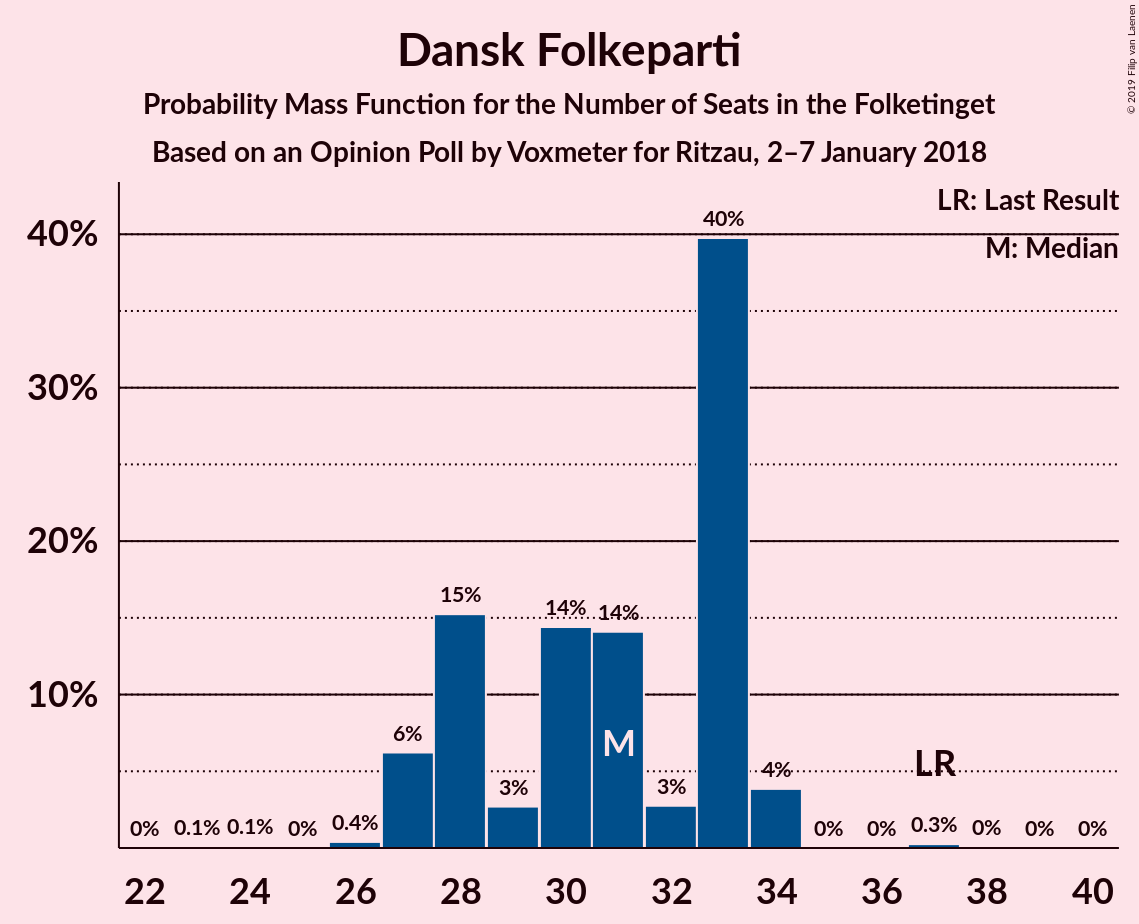 Dansk Folkeparti
Probability Mass Function for the Number of Seats in the Folketinget
Based on an Opinion Poll by Voxmeter for Ritzau, 2–7 January 2018
© 2019 Filip van Laenen
LR: Last Result
M: Median
40%
30%
20%
10%
0%
0.1%
0.1%
0%
0.4%
6%
15%
3%
14%
14%
3%
40%
4%
0%
0%
0.3%
0%
0%
0%
M
LR
22 24 26 28 30 32 34 36 38 40